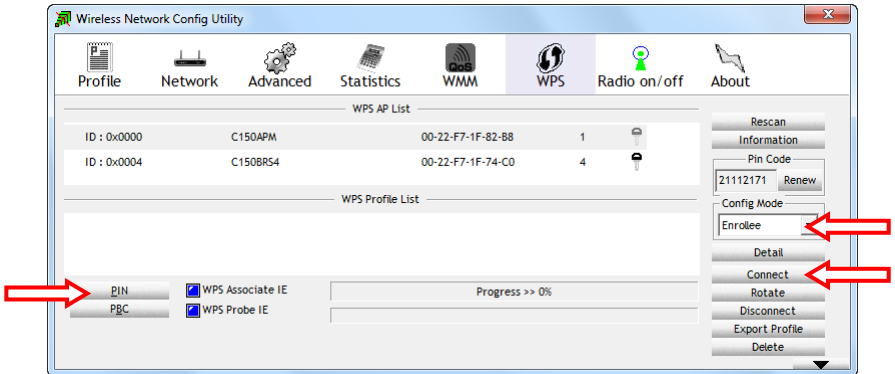 Wireless Network Config Utility
Profile Network Advanced Statistics QoS WMM WPS Radio on/off About
WPS AP List
ID : 0x0000 C150APM 00-22-F7-1F-82-B8 1
ID : 0x0004 C150BRS4 00-22-F7-1F-74-C0 4
WPS Profile List
Rescan
Information
Pin Code
21112171 Renew
Config Mode
Enrollee
Detail
Connect
Rotate
Disconnect
Export Profile
Delete
PIN WPS Associate IE Progress >> 0%
PBC WPS Probe IE